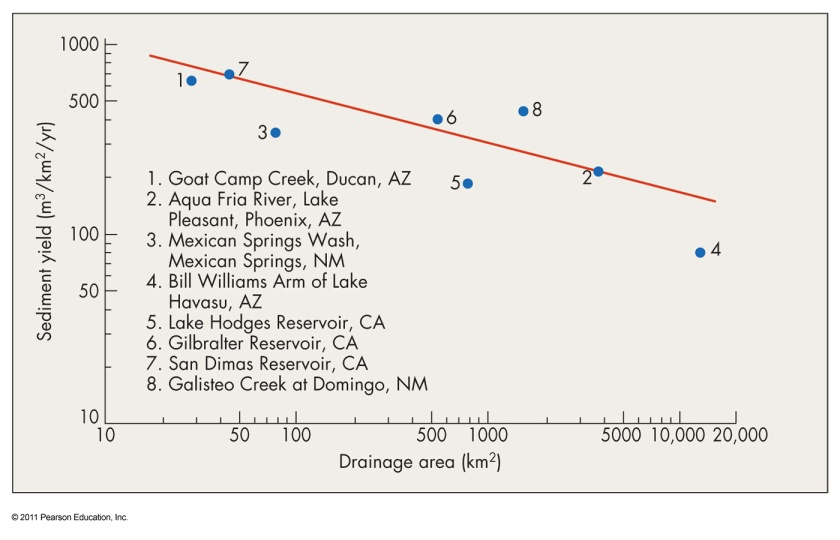 1000
500
100
50
10
Sediment yield (m³/km²/yr)
1
7
3
6
8
5
2
4
1. Goat Camp Creek, Ducan, AZ
2. Aqua Fria River, Lake
Pleasant, Phoenix, AZ
3. Mexican Springs Wash,
Mexican Springs, NM
4. Bill Williams Arm of Lake
Havasu, AZ
5. Lake Hodges Reservoir, CA
6. Gilbralter Reservoir, CA
7. San Dimas Reservoir, CA
8. Galisteo Creek at Domingo, NM
10 50 100 500 1000 5000 10,000 20,000
Drainage area (km²)
© 2011 Pearson Education, Inc.